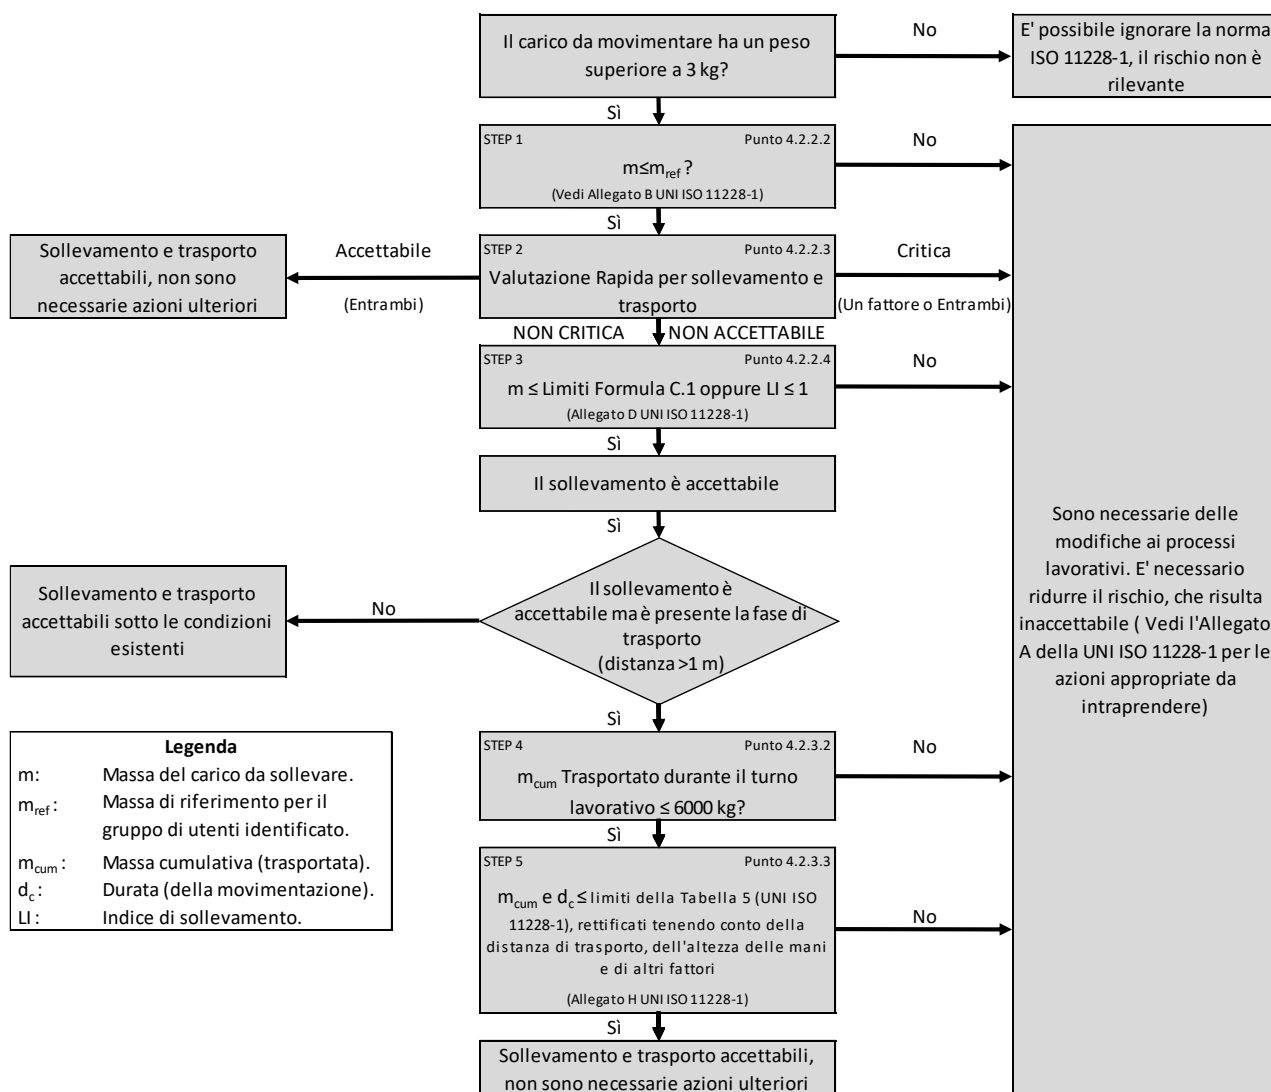 Il carico da movimentare ha un peso
superiore a 3 kg?
No
E' possibile ignorare la norma
ISO 11228-1, il rischio non è
rilevante
Sì
STEP 1 Punto 4.2.2.2
m≤mref ?
(Vedi Allegato B UNI ISO 11228-1)
No
Sì
Sollevamento e trasporto
accettabili, non sono
necessarie azioni ulteriori
Accettabile
(Entrambi)
STEP 2 Punto 4.2.2.3
Valutazione Rapida per sollevamento e
trasporto
Critica
(Un fattore o Entrambi)
NON CRITICA NON ACCETTABILE
STEP 3 Punto 4.2.2.4
m ≤ Limiti Formula C.1 oppure LI ≤ 1
(Allegato D UNI ISO 11228-1)
No
Sì
Il sollevamento è accettabile
Sì
Il sollevamento è
accettabile ma è presente la fase di
trasporto
(distanza >1 m)
No
Sollevamento e trasporto
accettabili sotto le condizioni
esistenti
Sono necessarie delle
modifiche ai processi
lavorativi. E' necessario
ridurre il rischio, che risulta
inaccettabile ( Vedi l'Allegato
A della UNI ISO 11228-1 per le
azioni appropriate da
intraprendere)
Sì
STEP 4 Punto 4.2.3.2
mcum Trasportato durante il turno
lavorativo ≤ 6000 kg?
No
Sì
STEP 5 Punto 4.2.3.3
mcum e dc ≤ limiti della Tabella 5 (UNI ISO
11228-1), rettificati tenendo conto della
distanza di trasporto, dell'altezza delle mani
e di altri fattori
(Allegato H UNI ISO 11228-1)
No
Sì
Sollevamento e trasporto accettabili,
non sono necessarie azioni ulteriori
Legenda
m: Massa del carico da sollevare.
mref : Massa di riferimento per il
gruppo di utenti identificato.
mcum : Massa cumulativa (trasportata).
dc : Durata (della movimentazione).
LI : Indice di sollevamento.